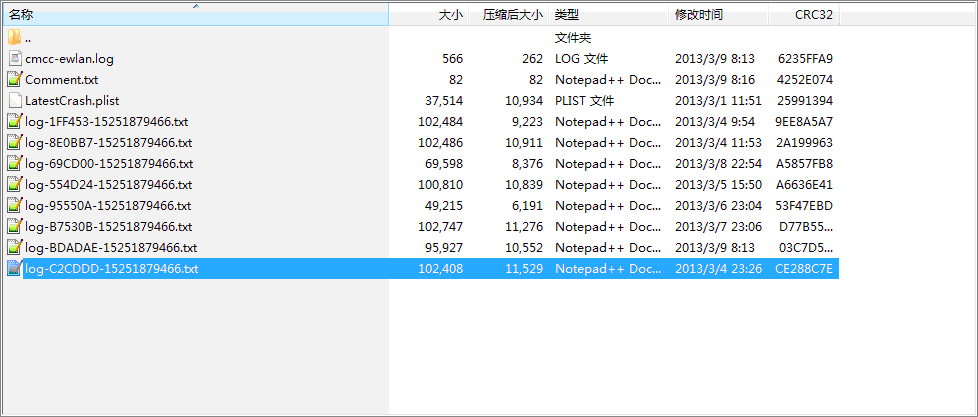 名称 大小 压缩后大小 类型 修改时间 CRC32
.. 文件夹
cmcc-ewlan.log 566 262 LOG 文件 2013/3/9 8:13 6235FFA9
Comment.txt 82 82 Notepad++ Doc... 2013/3/9 8:16 4252E074
LatestCrash.plist 37,514 10,934 PLIST 文件 2013/3/1 11:51 25991394
log-1FF453-15251879466.txt 102,484 9,223 Notepad++ Doc... 2013/3/4 9:54 9EE8A5A7
log-8E0BB7-15251879466.txt 102,486 10,911 Notepad++ Doc... 2013/3/4 11:53 2A199963
log-69CD00-15251879466.txt 69,598 8,376 Notepad++ Doc... 2013/3/8 22:54 A5857FB8
log-554D24-15251879466.txt 100,810 10,839 Notepad++ Doc... 2013/3/5 15:50 A6636E41
log-95550A-15251879466.txt 49,215 6,191 Notepad++ Doc... 2013/3/6 23:04 53F47EBD
log-B7530B-15251879466.txt 102,747 11,276 Notepad++ Doc... 2013/3/7 23:06 D77B55...
log-BDADAE-15251879466.txt 95,927 10,552 Notepad++ Doc... 2013/3/9 8:13 03C7D5...
log-C2CDDD-15251879466.txt 102,408 11,529 Notepad++ Doc... 2013/3/4 23:26 CE288C7E